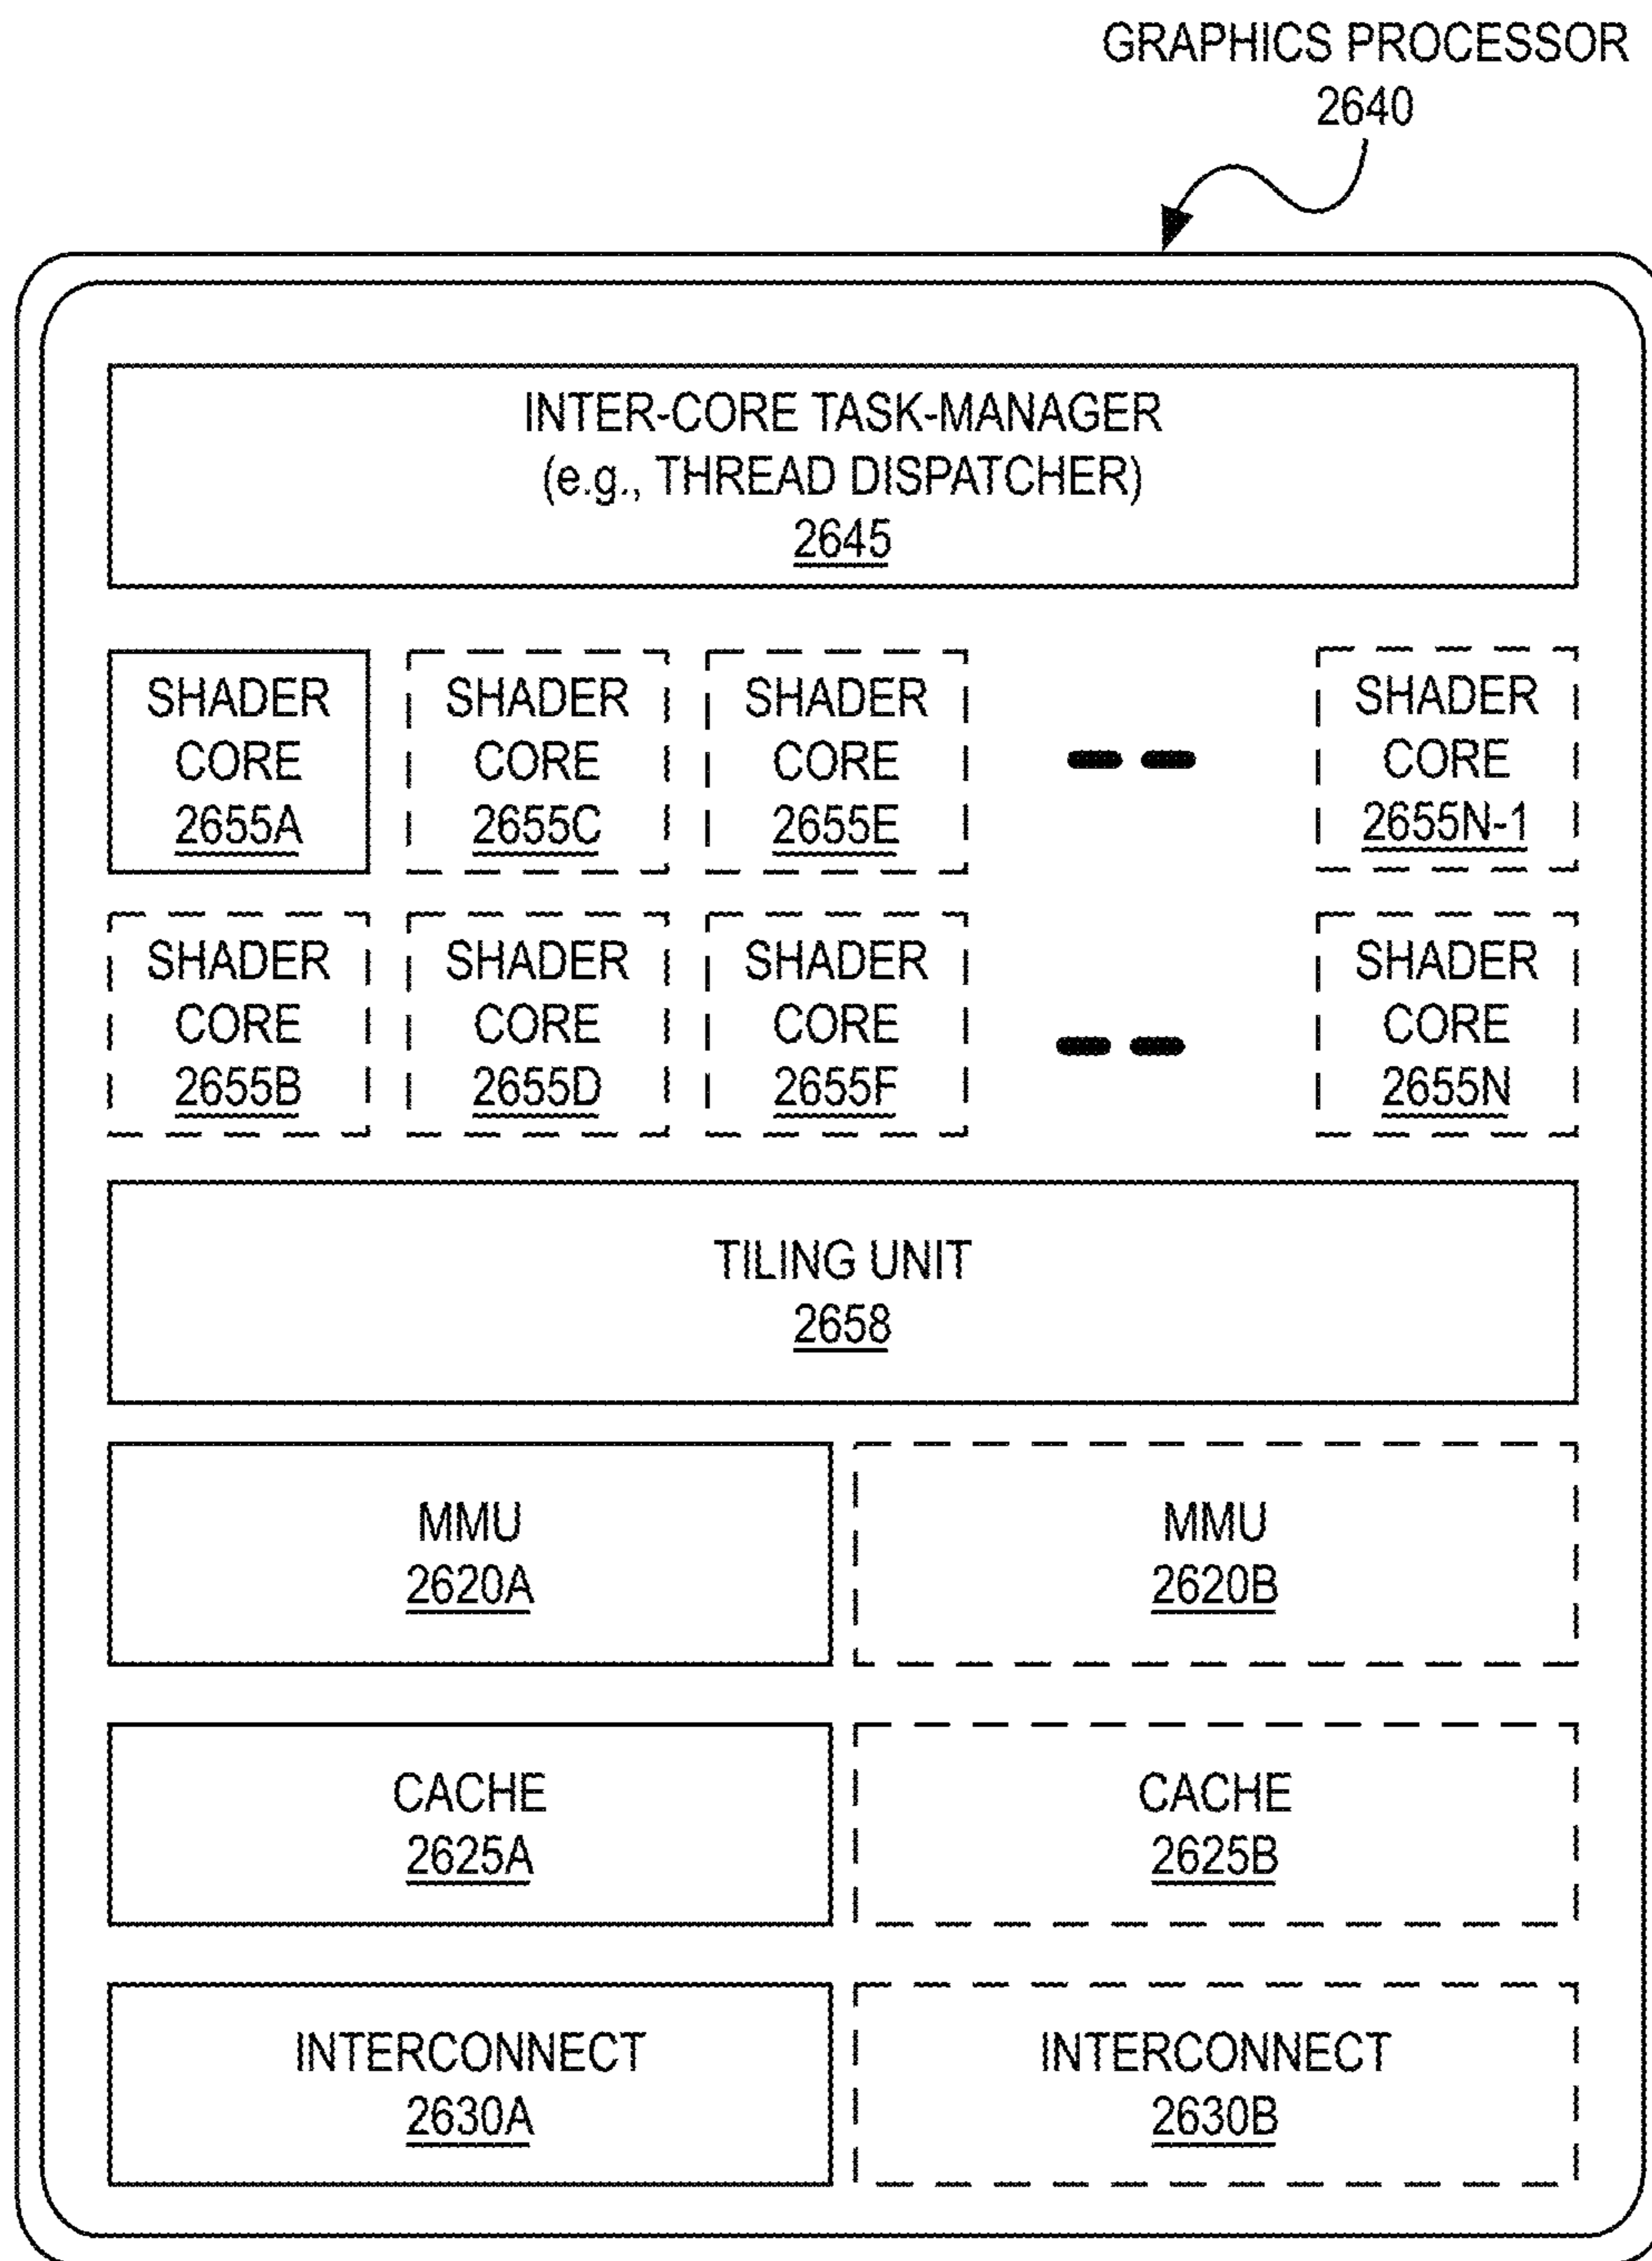 GRAPHICS PROCESSOR
2640
INTER-CORE TASK-MANAGER
(e.g., THREAD DISPATCHER)
2645
SHADER CORE 2655A
SHADER CORE 2655C
SHADER CORE 2655E
SHADER CORE 2655N-1
SHADER CORE 2655B
SHADER CORE 2655D
SHADER CORE 2655F
SHADER CORE 2655N
TILING UNIT
2658
MMU
2620A
MMU
2620B
CACHE
2625A
CACHE
2625B
INTERCONNECT
2630A
INTERCONNECT
2630B